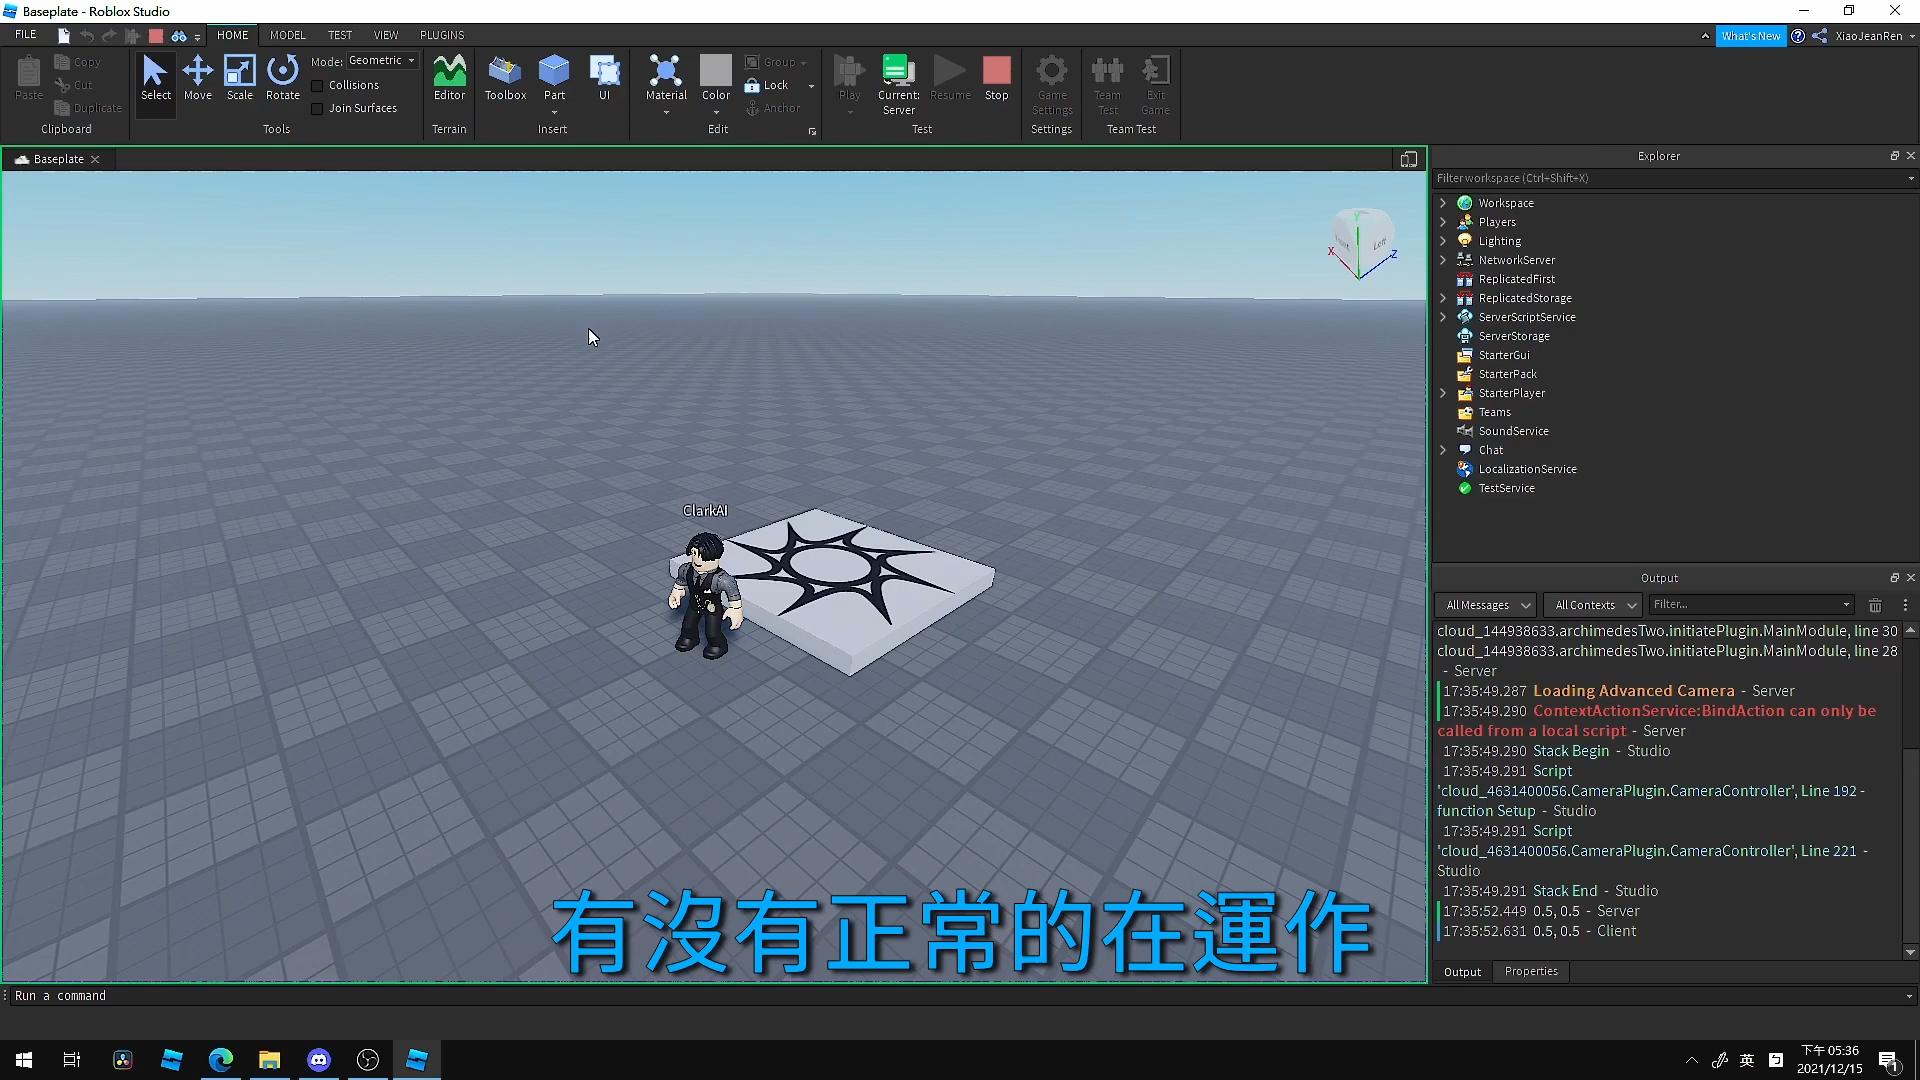 Baseplate - Roblox Studio
FILE HOME MODEL TEST VIEW PLUGINS What's New XiaoJeanRen
Paste Copy Cut Duplicate Clipboard
Select Move Scale Rotate Mode: Geometric Collisions Join Surfaces Tools
Editor Terrain
Toolbox Part UI Insert
Material Color Group Lock Anchor Edit
Play Current: Server Resume Stop Test
Game Settings Settings
Team Test Exit Game Team Test
Baseplate
X Y Z Left
ClarkAI
有沒有正常的在運作
Explorer
Filter workspace (Ctrl+Shift+X)
Workspace
Players
Lighting
NetworkServer
ReplicatedFirst
ReplicatedStorage
ServerScriptService
ServerStorage
StarterGui
StarterPack
StarterPlayer
Teams
SoundService
Chat
LocalizationService
TestService
Output
All Messages All Contexts Filter...
cloud_144938633.archimedesTwo.initiatePlugin.MainModule, line 30
cloud_144938633.archimedesTwo.initiatePlugin.MainModule, line 28
- Server
17:35:49.287 Loading Advanced Camera - Server
17:35:49.290 ContextActionService:BindAction can only be
called from a local script - Server
17:35:49.290 Stack Begin - Studio
17:35:49.291 Script
'cloud_4631400056.CameraPlugin.CameraController', Line 192 -
function Setup - Studio
17:35:49.291 Script
'cloud_4631400056.CameraPlugin.CameraController', Line 221 -
Studio
17:35:49.291 Stack End - Studio
17:35:52.449 0.5, 0.5 - Server
17:35:52.631 0.5, 0.5 - Client
Output Properties
Run a command
英 下午 05:36
2021/12/15
1